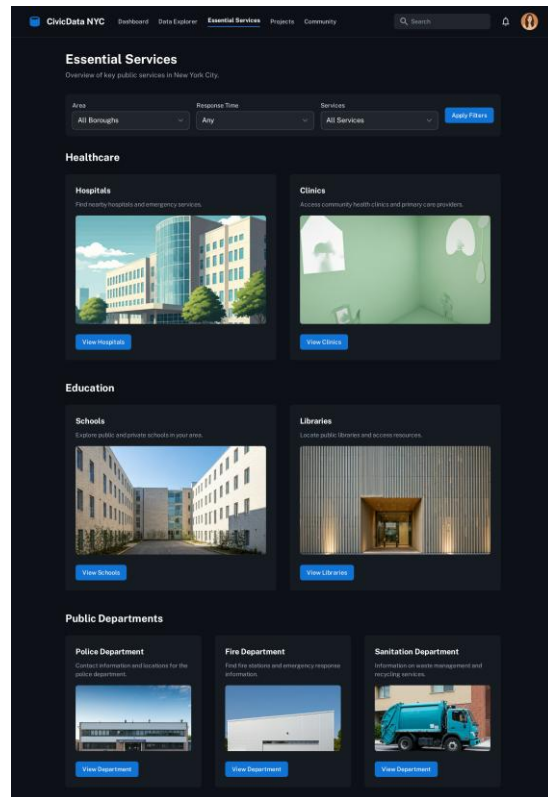 CivicData NYC Dashboard Data Explorer Essential Services Projects Community Search
Essential Services
Overview of key public services in New York City.
Area Response Time Services
All Boroughs Any All Services Apply Filters
Healthcare
Hospitals
Find nearby hospitals and emergency services.
View Hospitals
Clinics
Access community health clinics and primary care providers.
View Clinics
Education
Schools
Explore public and private schools in your area.
View Schools
Libraries
Locate public libraries and access resources.
View Libraries
Public Departments
Police Department
Contact information and locations for the
police department.
View Department
Fire Department
Find fire stations and emergency response
information.
View Department
Sanitation Department
Information on waste management and
recycling services.
View Department